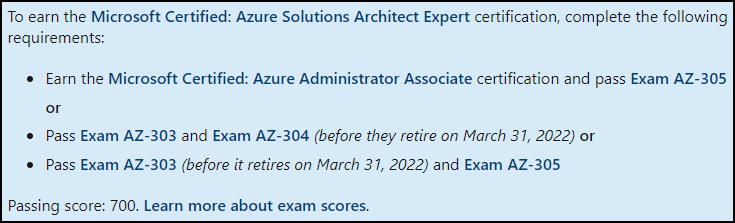 To earn the Microsoft Certified: Azure Solutions Architect Expert certification, complete the following
requirements:
• Earn the Microsoft Certified: Azure Administrator Associate certification and pass Exam AZ-305
or
• Pass Exam AZ-303 and Exam AZ-304 (before they retire on March 31, 2022) or
• Pass Exam AZ-303 (before it retires on March 31, 2022) and Exam AZ-305
Passing score: 700. Learn more about exam scores.